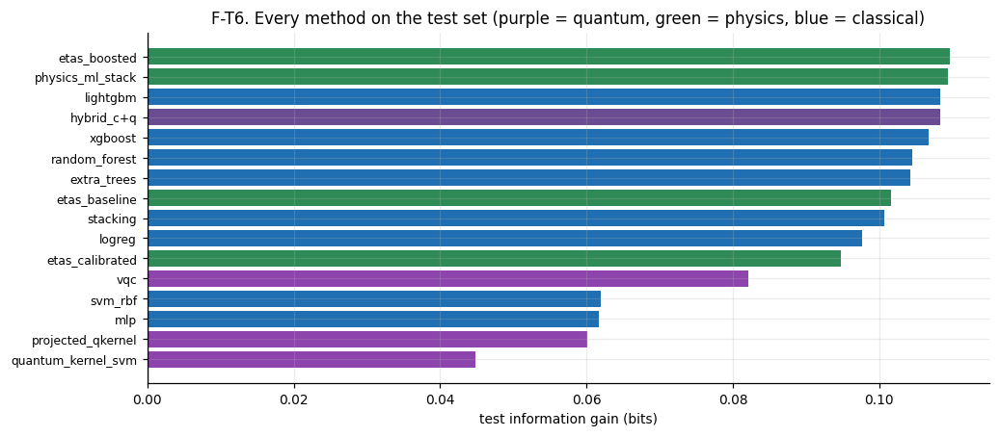 F-T6. Every method on the test set (purple = quantum, green = physics, blue = classical)
etas_boosted
physics_ml_stack
lightgbm
hybrid_c+q
xgboost
random_forest
extra_trees
etas_baseline
stacking
logreg
etas_calibrated
vqc
svm_rbf
mlp
projected_qkernel
quantum_kernel_svm
0.00 0.02 0.04 0.06 0.08 0.10
test information gain (bits)